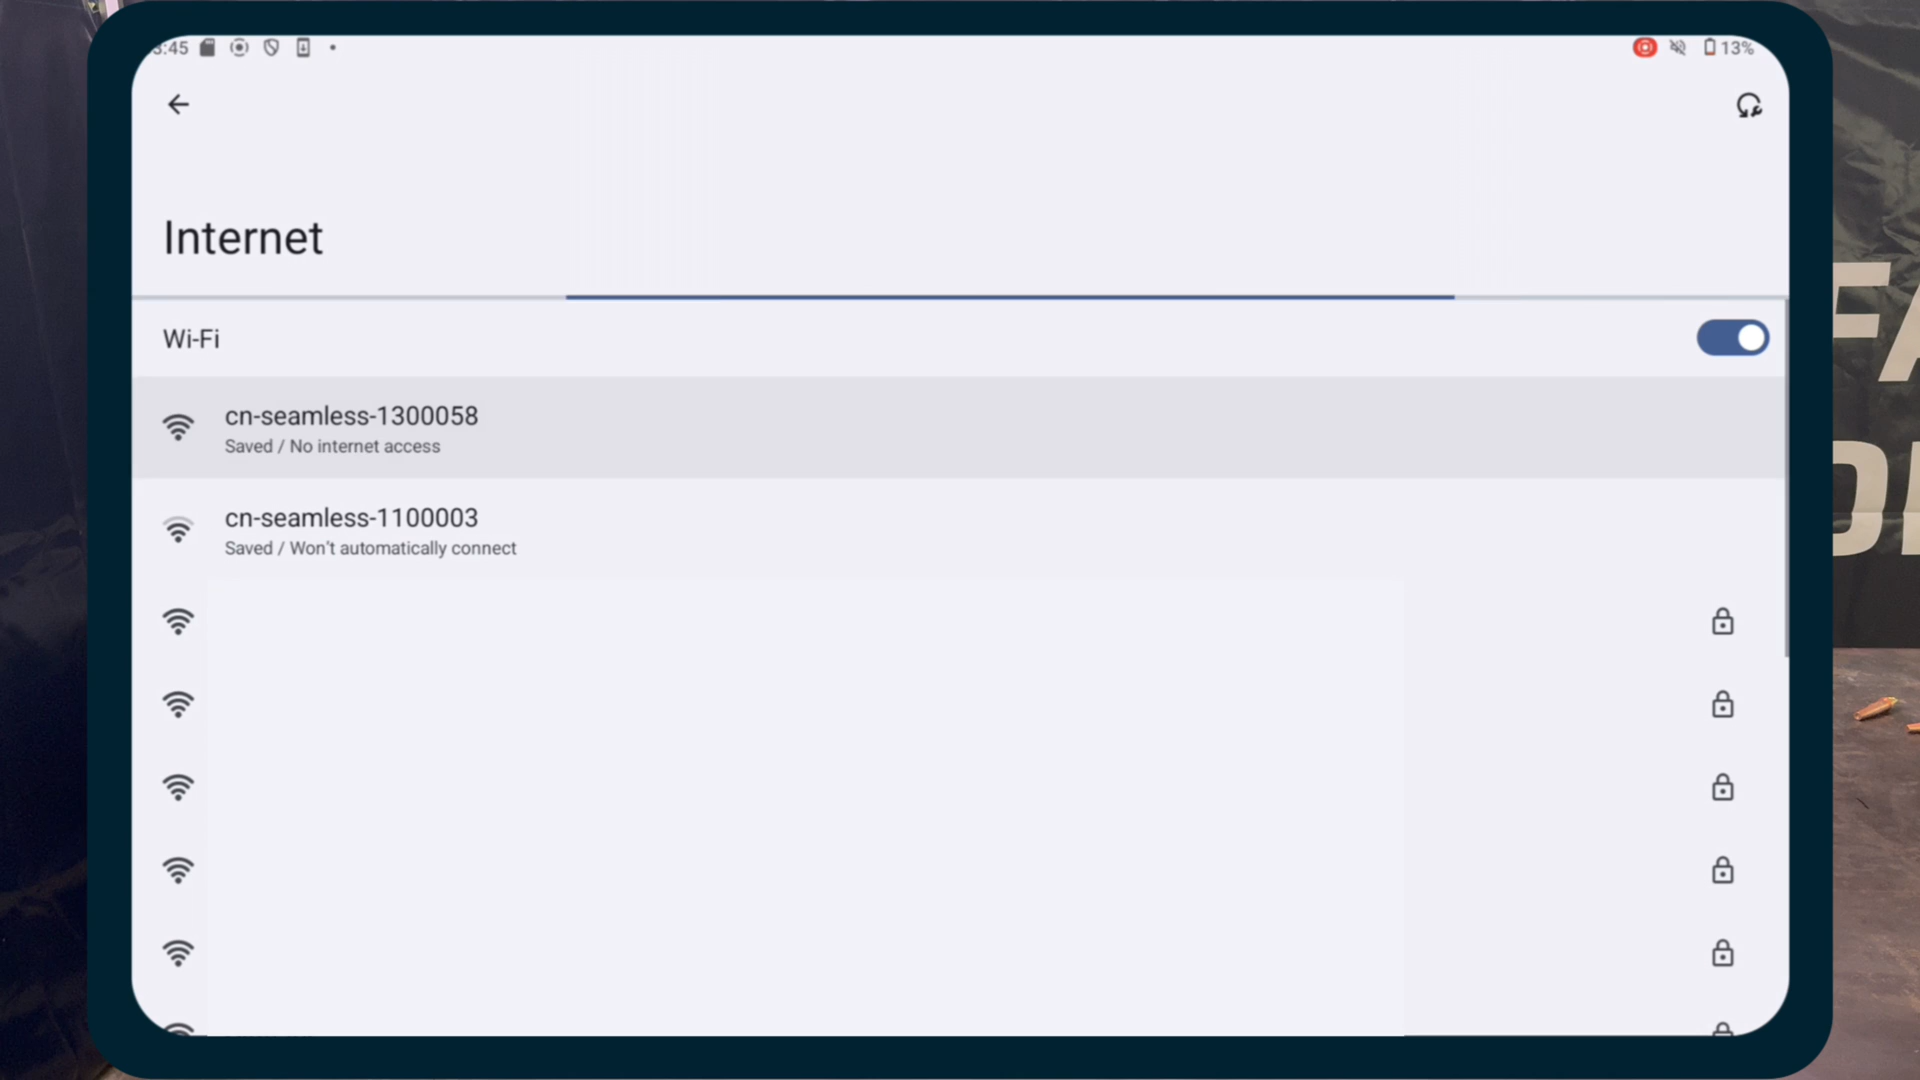 :45
13%
Internet
Wi-Fi
cn-seamless-1300058
Saved / No internet access
cn-seamless-1100003
Saved / Won't automatically connect